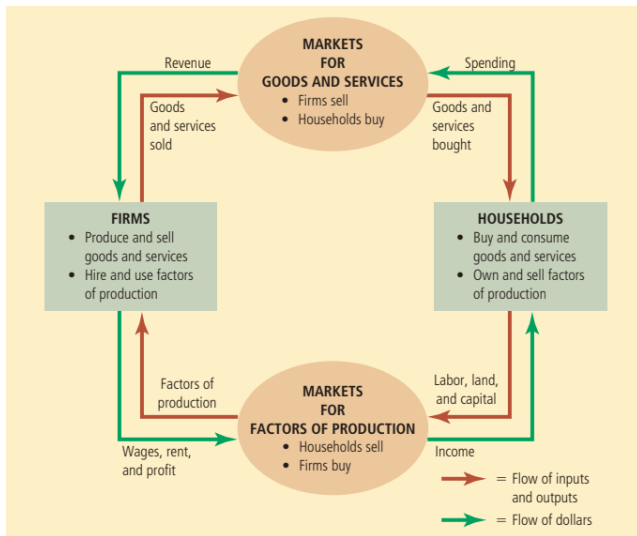 MARKETS
FOR
GOODS AND SERVICES
• Firms sell
• Households buy
Revenue
Spending
Goods
and services
sold
Goods and
services
bought
FIRMS
• Produce and sell
goods and services
• Hire and use factors
of production
HOUSEHOLDS
• Buy and consume
goods and services
• Own and sell factors
of production
Factors of
production
Labor, land,
and capital
MARKETS
FOR
FACTORS OF PRODUCTION
• Households sell
• Firms buy
Wages, rent,
and profit
Income
= Flow of inputs
and outputs
= Flow of dollars